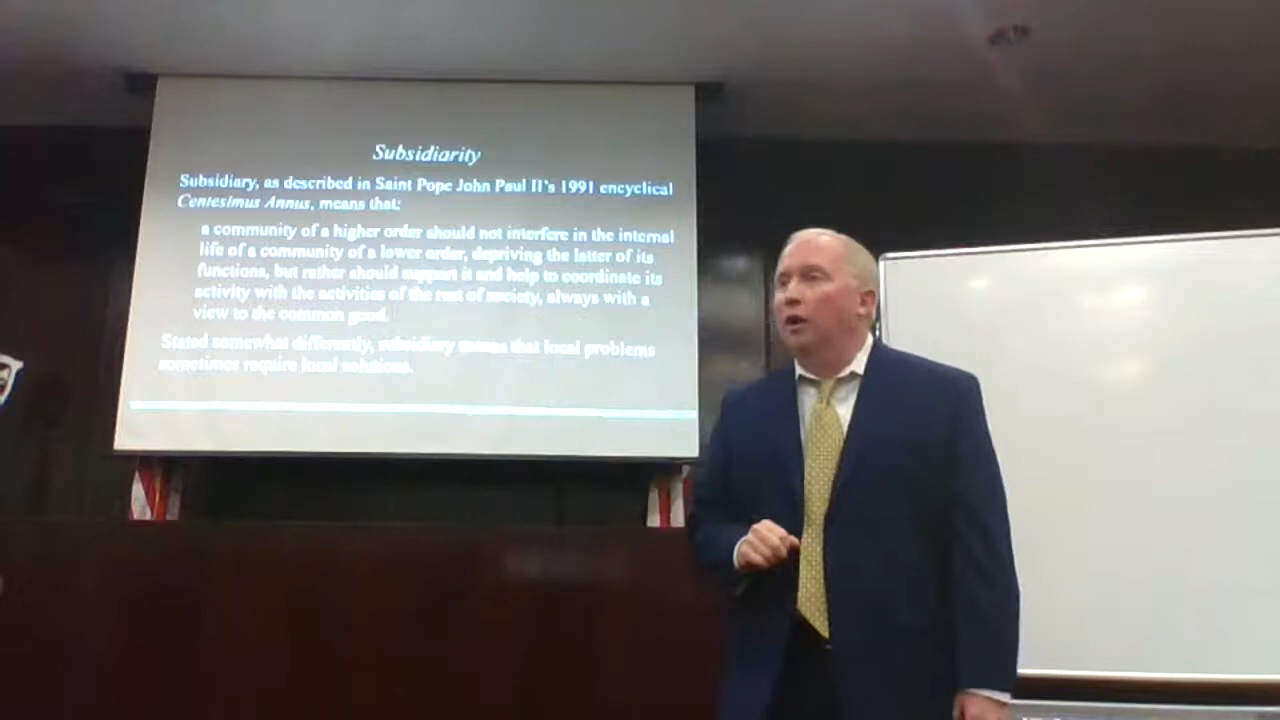 Subsidiarity
Subsidiary, as described in Saint Pope John Paul II's 1991 encyclical
Centesimus Annus, means that:
a community of a higher order should not interfere in the internal
life of a community of a lower order, depriving the latter of its
functions, but rather should support it and help to coordinate its
activity with the activities of the rest of society, always with a
view to the common good.
Stated somewhat differently, subsidiary means that local problems
sometimes require local solutions.